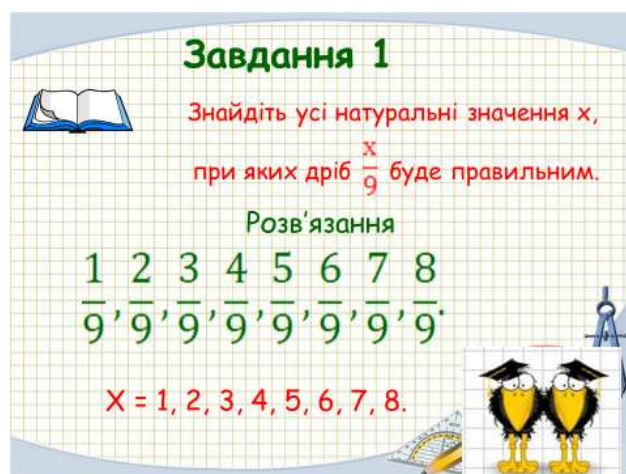 Завдання 1
Знайдіть усі натуральні значення х,
при яких дріб х/9 буде правильним.
Розв'язання
1/9, 2/9, 3/9, 4/9, 5/9, 6/9, 7/9, 8/9.
Х = 1, 2, 3, 4, 5, 6, 7, 8.